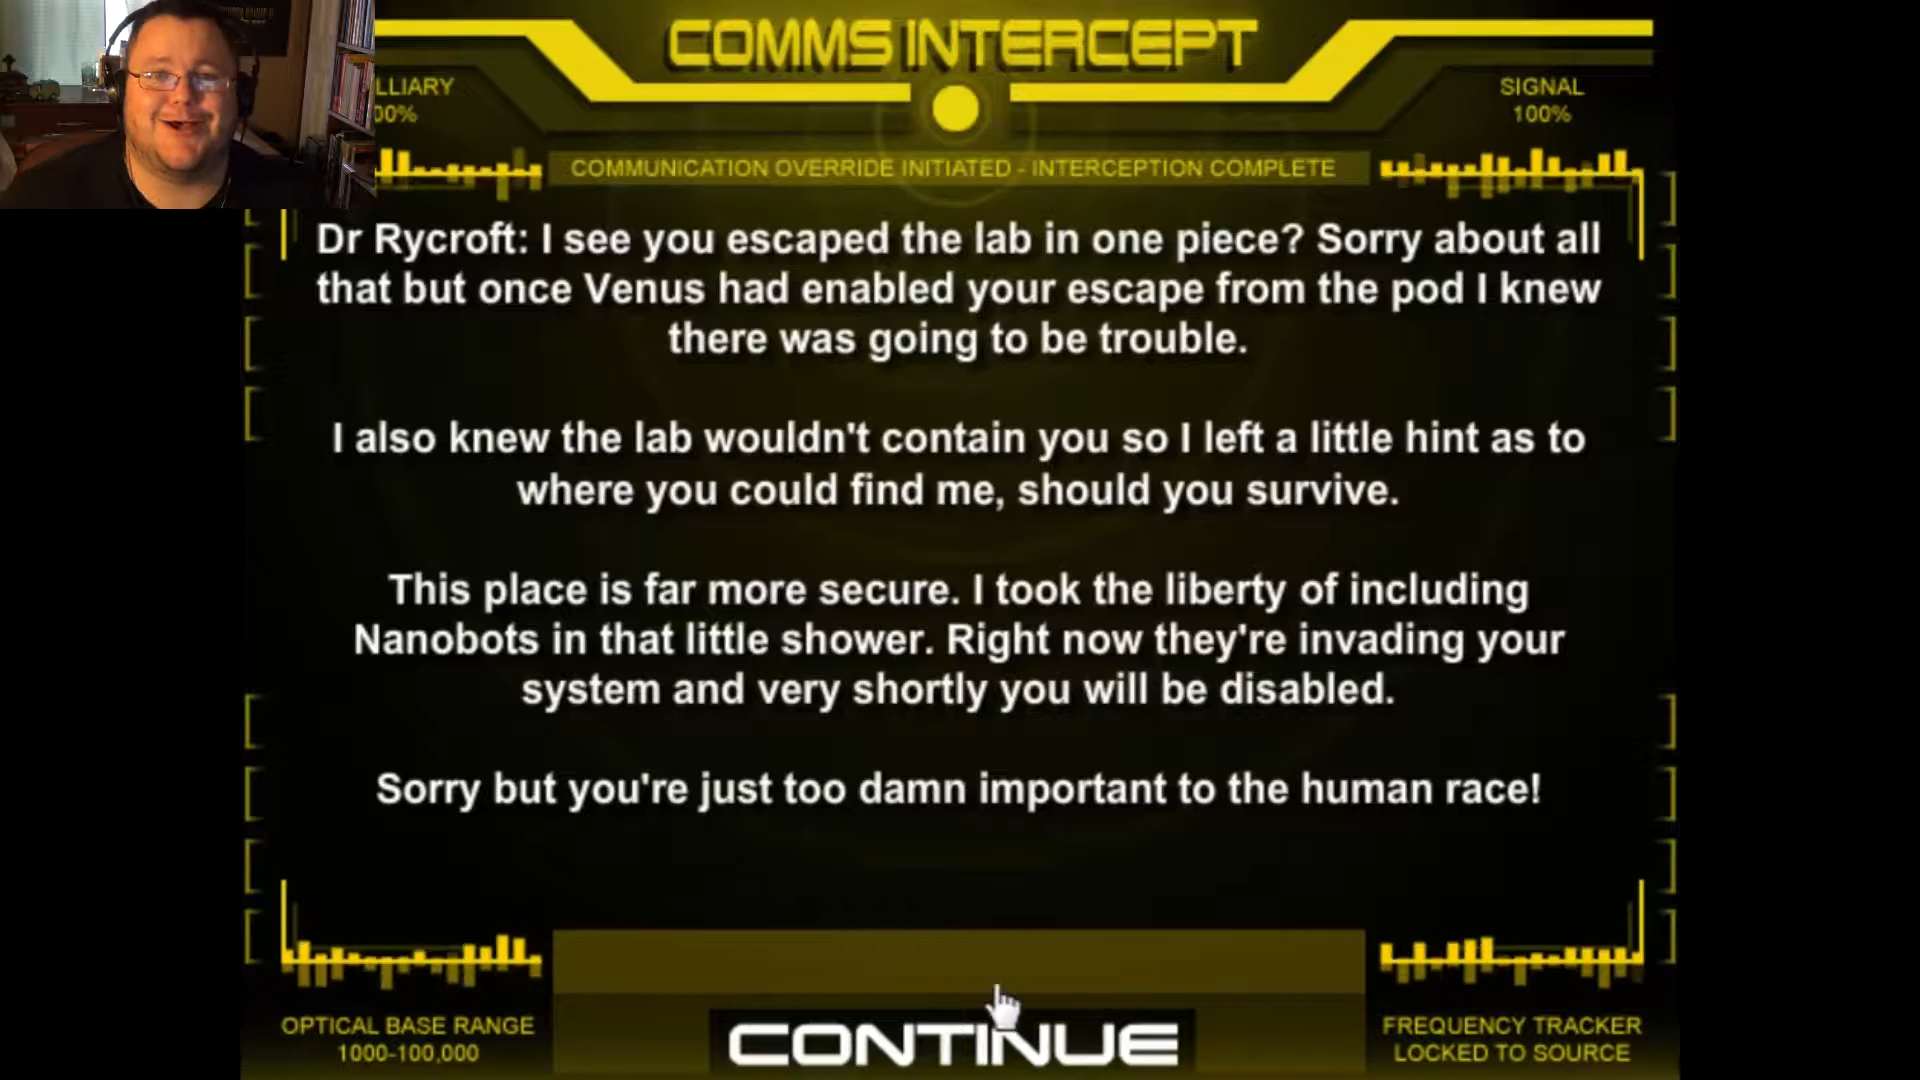 COMMS INTERCEPT
LLIARY
00%
SIGNAL
100%
COMMUNICATION OVERRIDE INITIATED - INTERCEPTION COMPLETE
Dr Rycroft: I see you escaped the lab in one piece? Sorry about all
that but once Venus had enabled your escape from the pod I knew
there was going to be trouble.
I also knew the lab wouldn't contain you so I left a little hint as to
where you could find me, should you survive.
This place is far more secure. I took the liberty of including
Nanobots in that little shower. Right now they're invading your
system and very shortly you will be disabled.
Sorry but you're just too damn important to the human race!
OPTICAL BASE RANGE
1000-100,000
CONTINUE
FREQUENCY TRACKER
LOCKED TO SOURCE